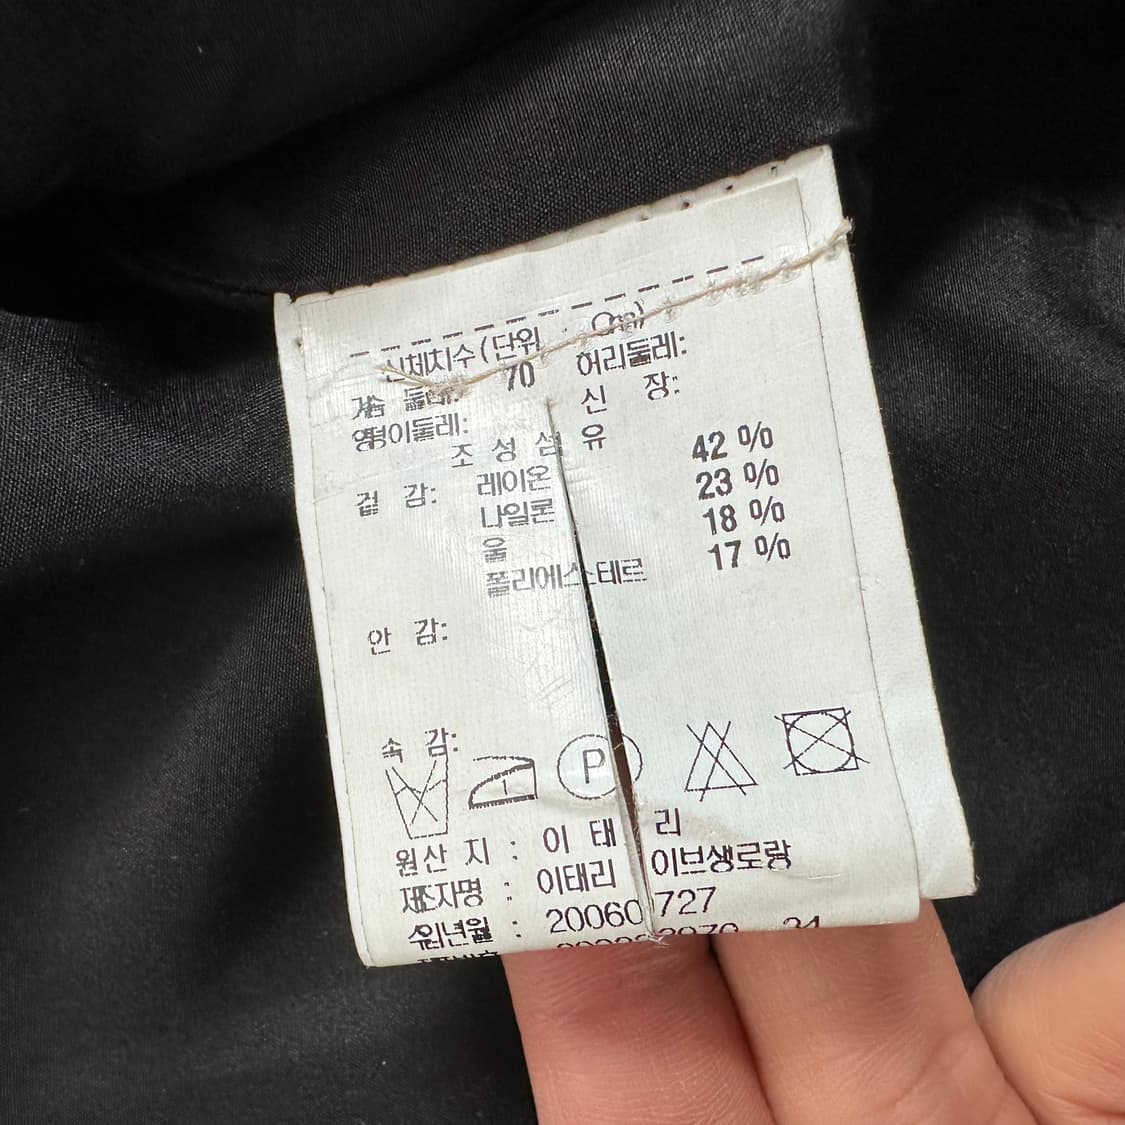 신체치수(단위 : Cm)
가슴 둘레: 70 허리둘레:
엉덩이둘레: 신 장:
조 성 섬 유
겉 감: 레이온 42 %
나일론 23 %
울 18 %
폴리에스테르 17 %
안 감:
속 감:
P
원산 지 : 이 태 리
제조자명 : 이태리 이브생로랑
수입년월 : 20060727